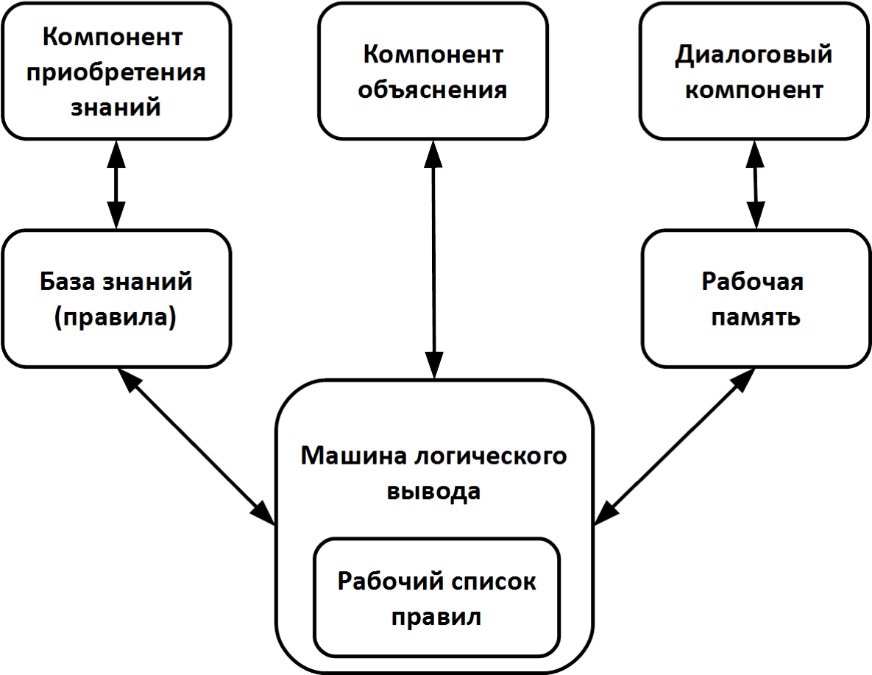 Компонент
приобретения
знаний
Компонент
объяснения
Диалоговый
компонент
База знаний
(правила)
Рабочая
память
Машина логического
вывода
Рабочий список
правил